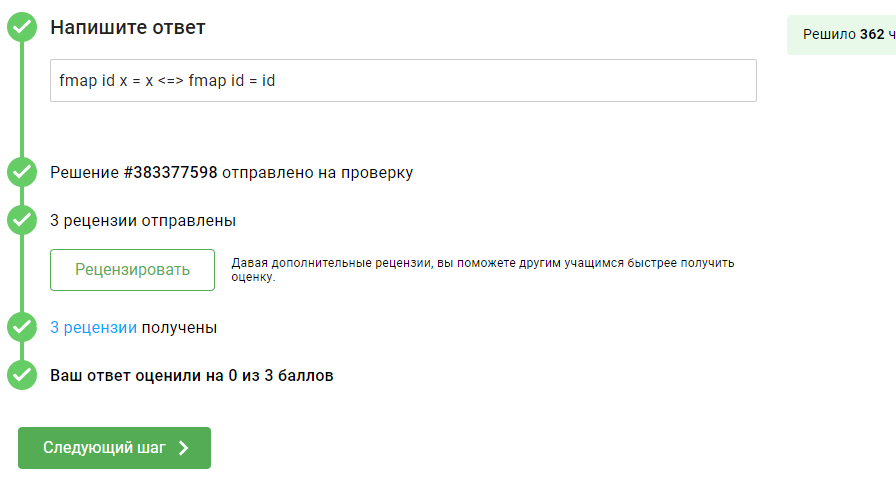 Напишите ответ
Решило 362 ч
fmap id x = x <=> fmap id = id
Решение #383377598 отправлено на проверку
3 рецензии отправлены
Рецензировать
Давая дополнительные рецензии, вы поможете другим учащимся быстрее получить
оценку.
3 рецензии получены
Ваш ответ оценили на 0 из 3 баллов
Следующий шаг